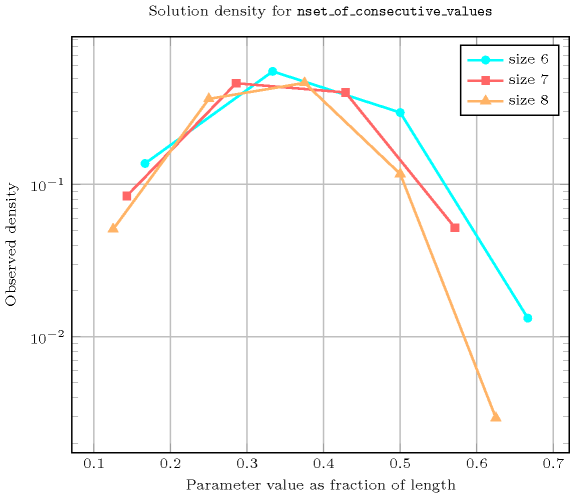 Solution density for nset_of_consecutive_values
size 6
size 7
size 8
10−1
10−2
Observed density
0.1 0.2 0.3 0.4 0.5 0.6 0.7
Parameter value as fraction of length